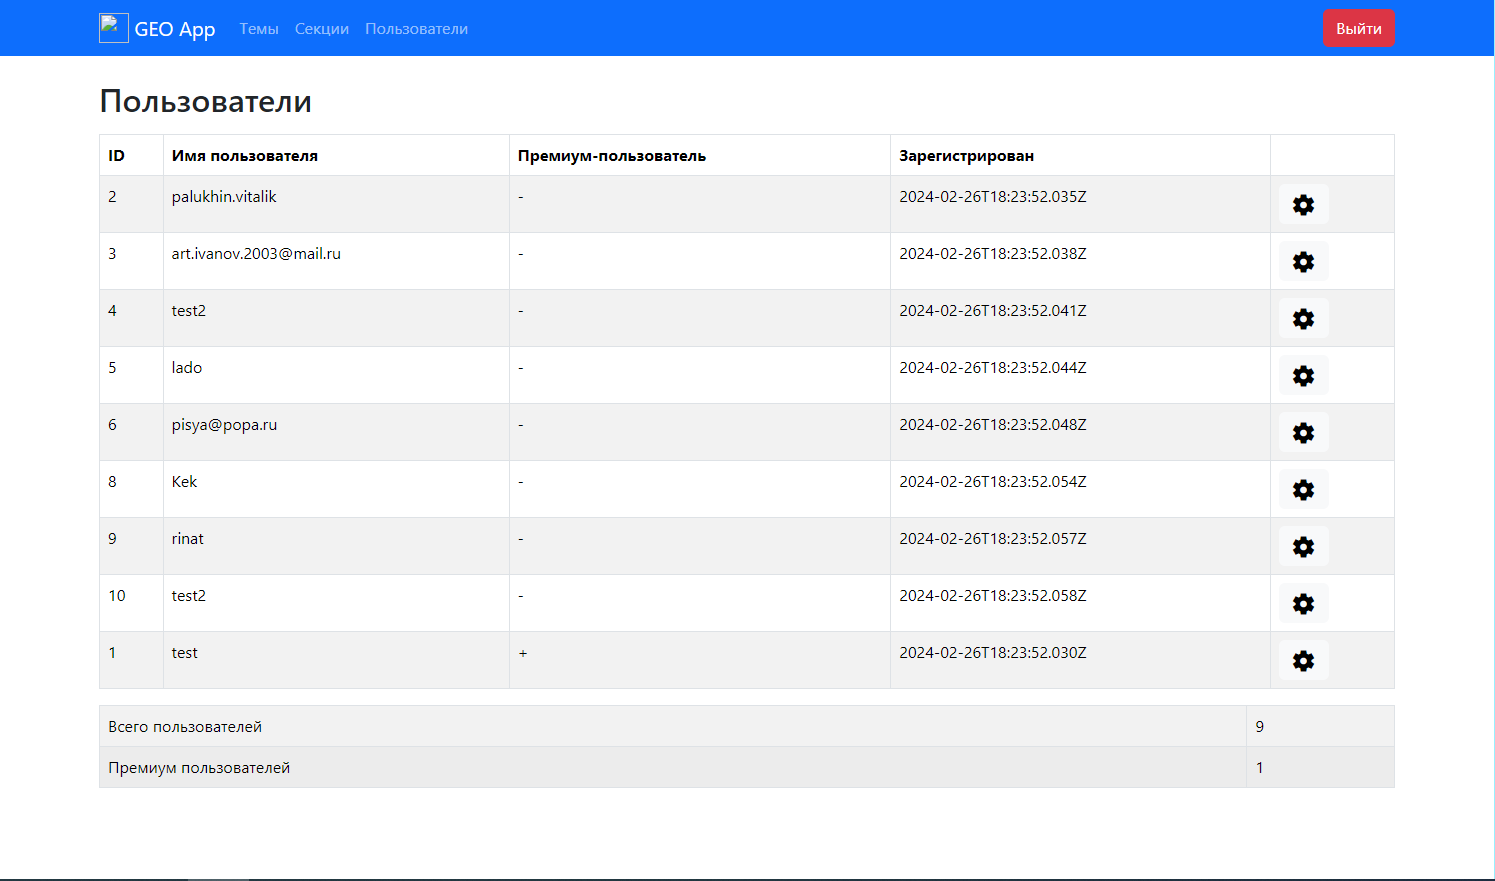 GEO App Темы Секции Пользователи Выйти
Пользователи
ID Имя пользователя Премиум-пользователь Зарегистрирован
2 palukhin.vitalik - 2024-02-26T18:23:52.035Z
3 art.ivanov.2003@mail.ru - 2024-02-26T18:23:52.038Z
4 test2 - 2024-02-26T18:23:52.041Z
5 lado - 2024-02-26T18:23:52.044Z
6 pisya@popa.ru - 2024-02-26T18:23:52.048Z
8 Kek - 2024-02-26T18:23:52.054Z
9 rinat - 2024-02-26T18:23:52.057Z
10 test2 - 2024-02-26T18:23:52.058Z
1 test + 2024-02-26T18:23:52.030Z
Всего пользователей 9
Премиум пользователей 1